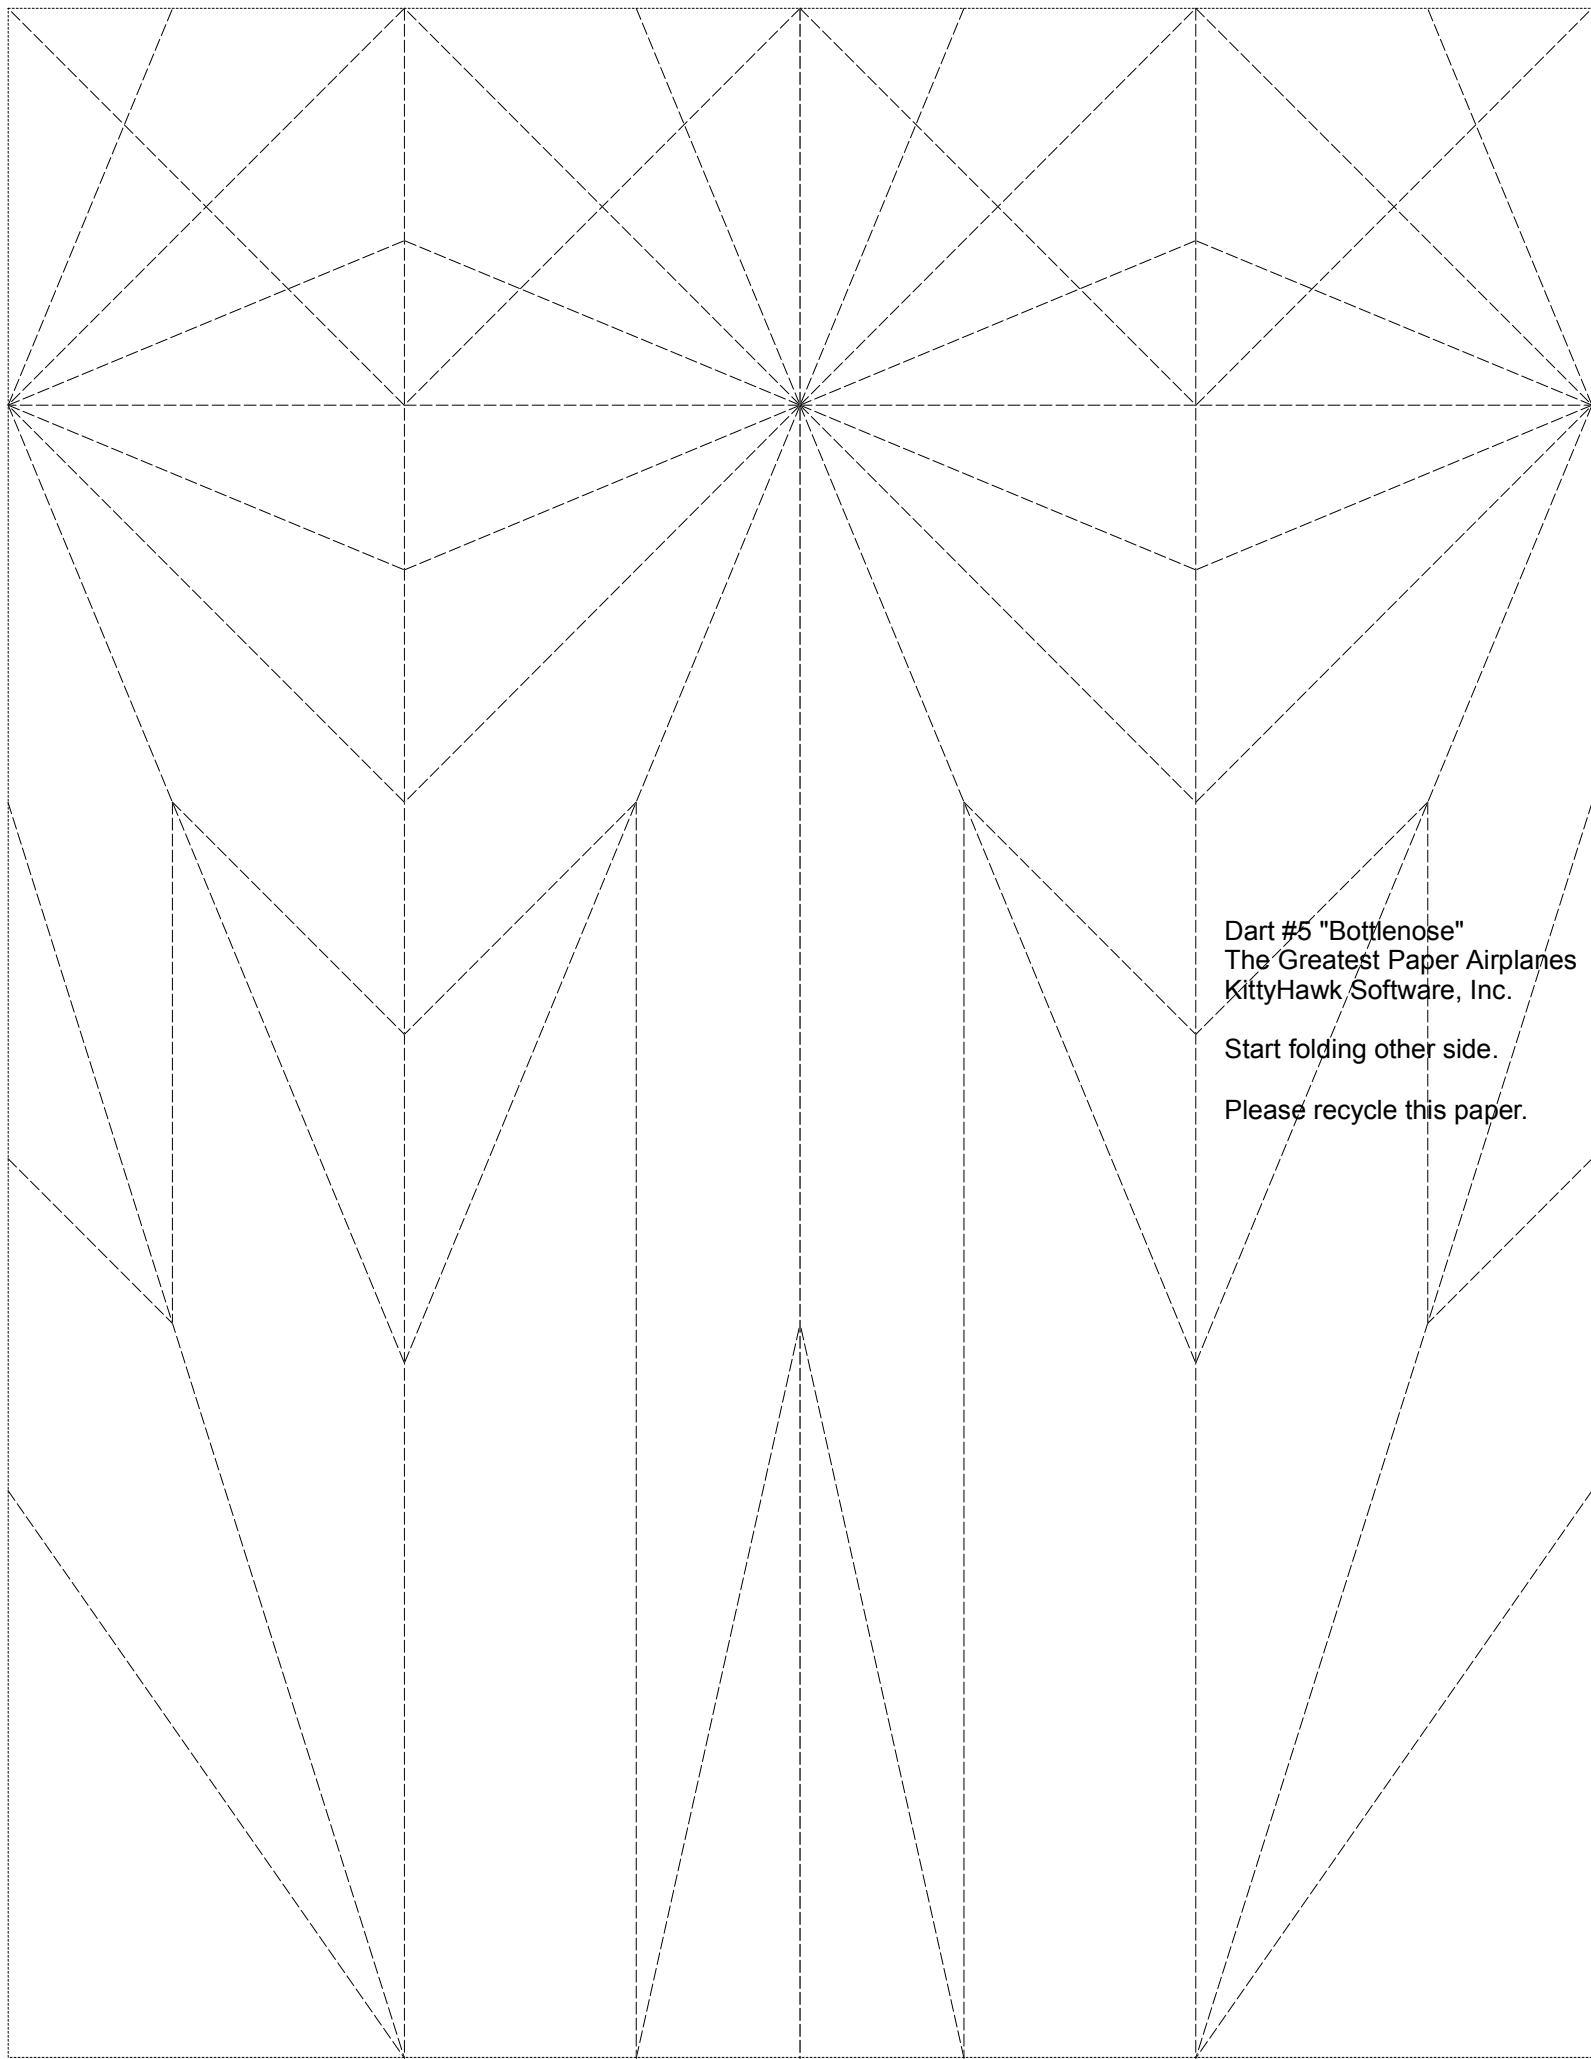 Dart #5 "Bottlenose"
The Greatest Paper Airplanes
KittyHawk Software, Inc.
Start folding other side.
Please recycle this paper.